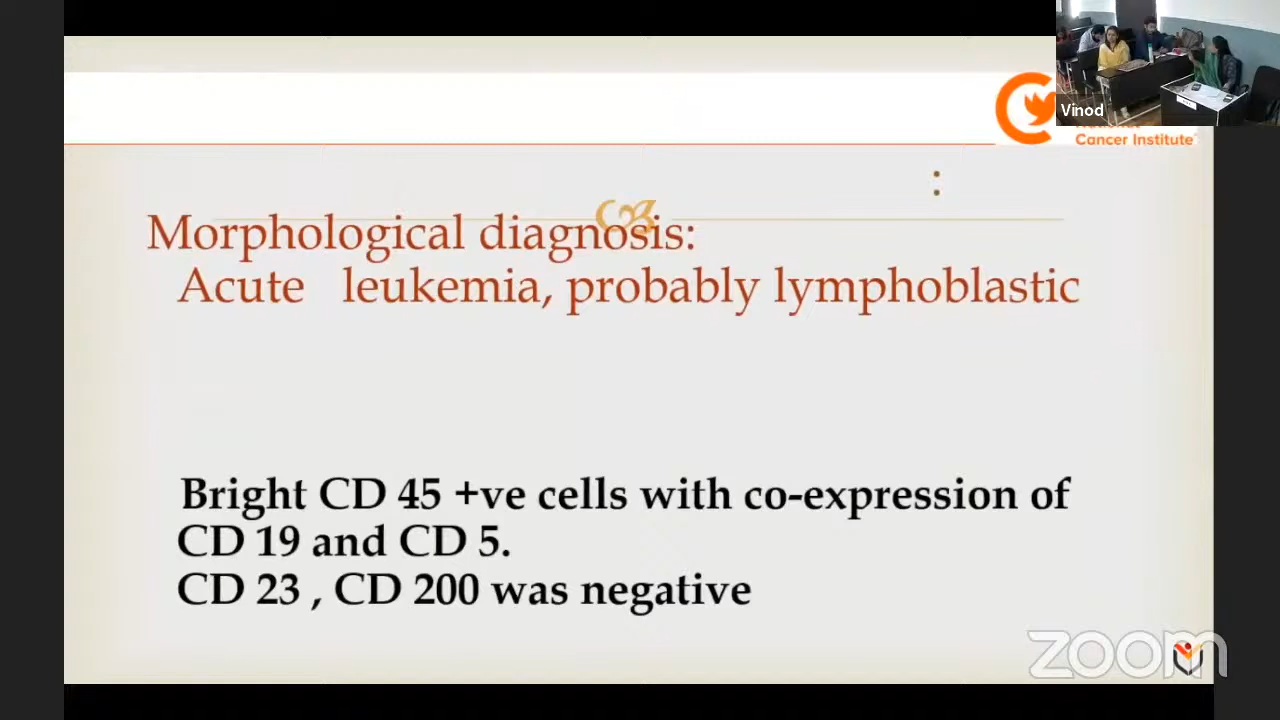 Vinod
Cancer Institute
:
Morphological diagnosis:
Acute leukemia, probably lymphoblastic
Bright CD 45 +ve cells with co-expression of
CD 19 and CD 5.
CD 23 , CD 200 was negative
zoom